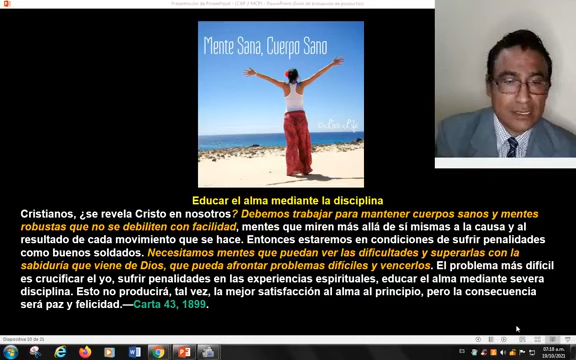 Mente Sana, Cuerpo Sano
Educar el alma mediante la disciplina
Cristianos, ¿se revela Cristo en nosotros? Debemos trabajar para mantener cuerpos sanos y mentes
robustas que no se debiliten con facilidad, mentes que miren más allá de sí mismas a la causa y al
resultado de cada movimiento que se hace. Entonces estaremos en condiciones de sufrir penalidades
como buenos soldados. Necesitamos mentes que puedan ver las dificultades y superarlas con la
sabiduría que viene de Dios, que pueda afrontar problemas difíciles y vencerlos. El problema más difícil
es crucificar el yo, sufrir penalidades en las experiencias espirituales, educar el alma mediante severa
disciplina. Esto no producirá, tal vez, la mejor satisfacción al alma al principio, pero la consecuencia
será paz y felicidad.—Carta 43, 1899.
ES
07:18 a.m.
19/10/2021